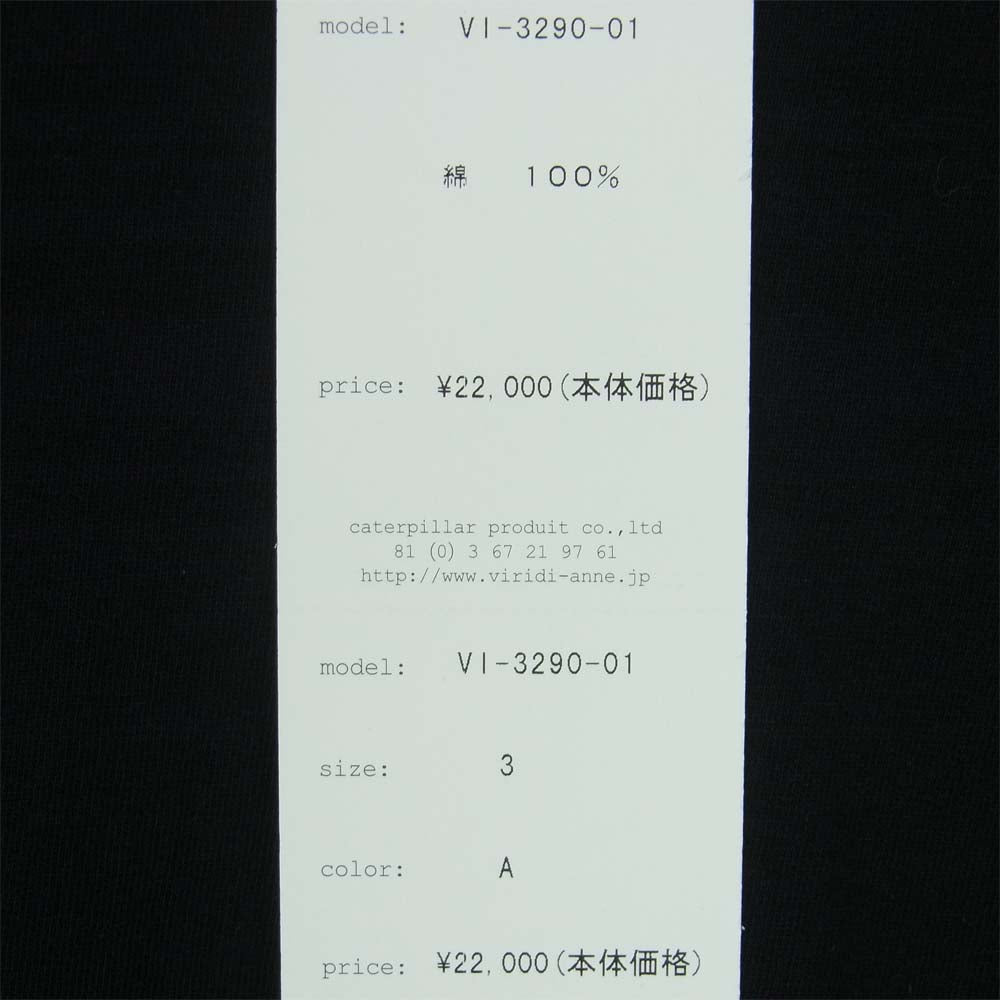 model: VI-3290-01
綿 100%
price: ¥22,000(本体価格)
caterpillar produit co.,ltd
81 (0) 3 67 21 97 61
http://www.viridi-anne.jp
model: VI-3290-01
size: 3
color: A
price: ¥22,000(本体価格)